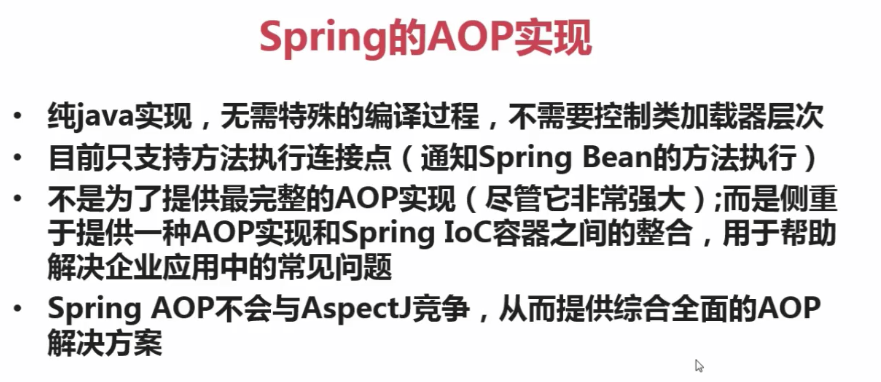 Spring的AOP实现
• 纯java实现，无需特殊的编译过程，不需要控制类加载器层次
• 目前只支持方法执行连接点（通知Spring Bean的方法执行）
• 不是为了提供最完整的AOP实现（尽管它非常强大）;而是侧重
于提供一种AOP实现和Spring IoC容器之间的整合，用于帮助
解决企业应用中的常见问题
• Spring AOP不会与AspectJ竞争，从而提供综合全面的AOP
解决方案